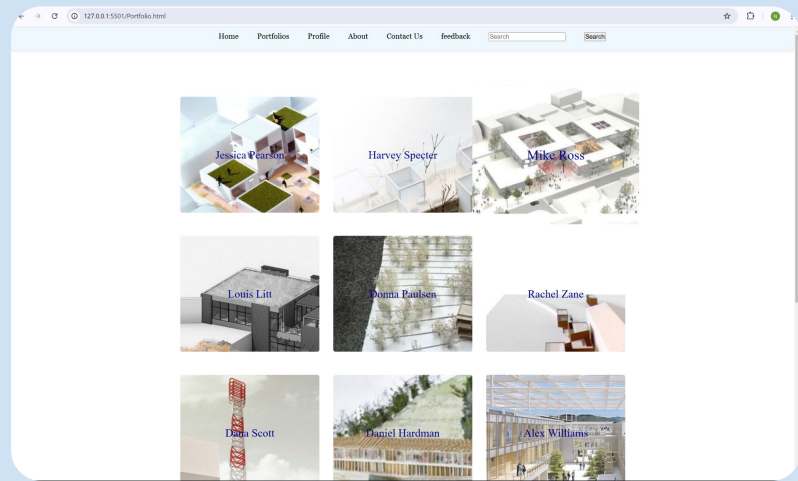 127.0.0.1:5501/Portfolio.html
N
Home Portfolios Profile About Contact Us feedback Search Search
Jessica Pearson Harvey Specter Mike Ross
Louis Litt Donna Paulsen Rachel Zane
Dana Scott Daniel Hardman Alex Williams